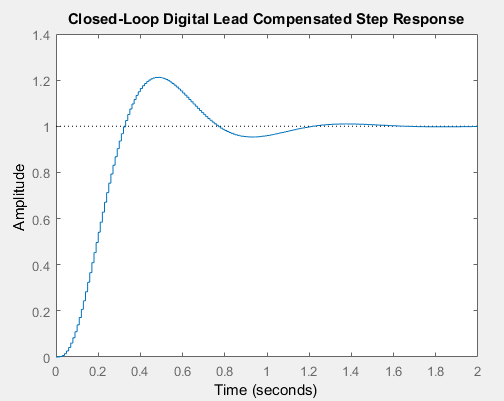 Closed-Loop Digital Lead Compensated Step Response
Amplitude
1.4
1.2
1
0.8
0.6
0.4
0.2
0
0 0.2 0.4 0.6 0.8 1 1.2 1.4 1.6 1.8 2
Time (seconds)